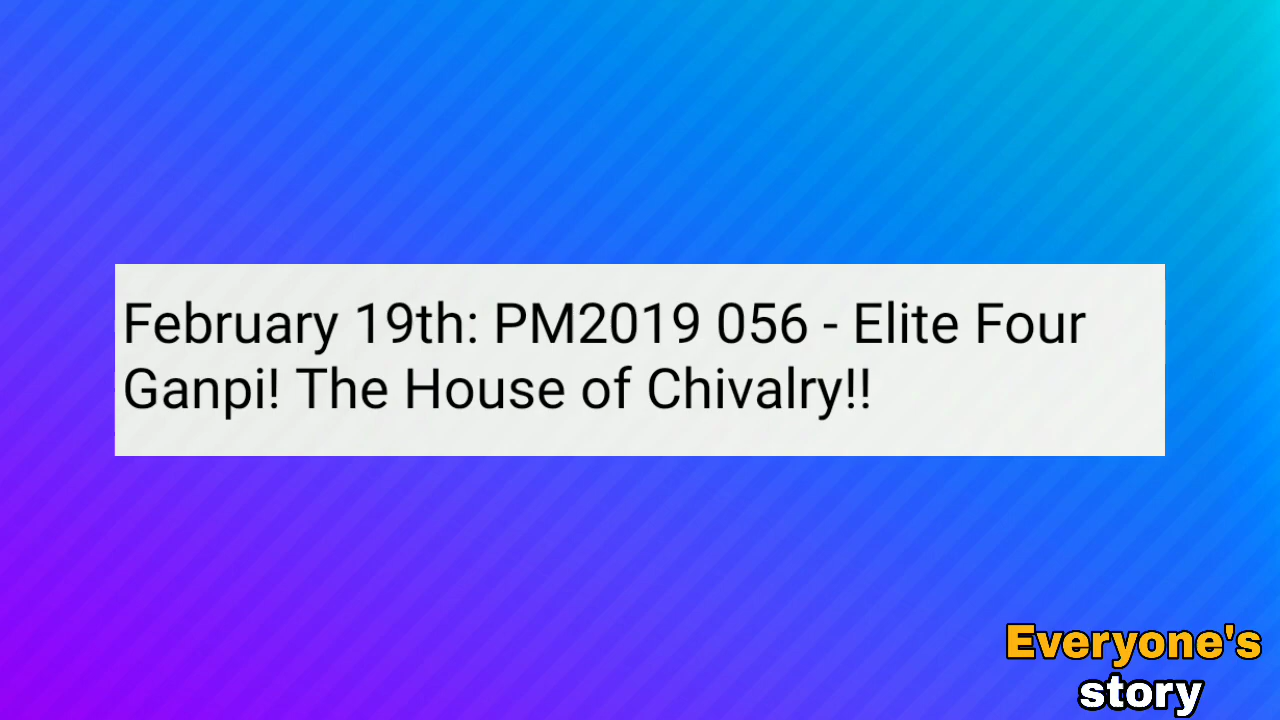 February 19th: PM2019 056 - Elite Four
Ganpi! The House of Chivalry!!
Everyone's
story